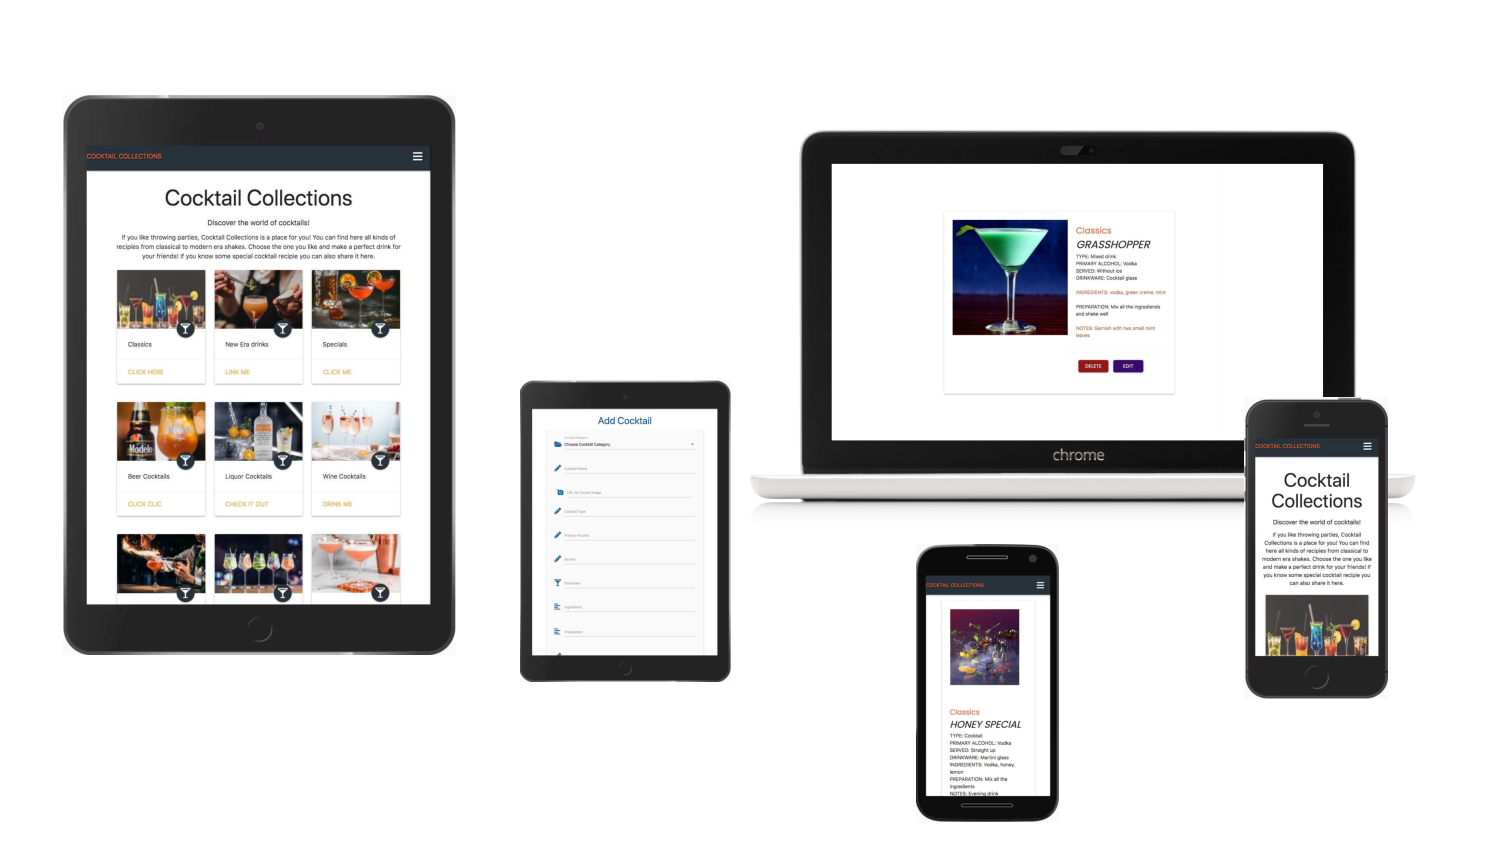 COCKTAIL COLLECTIONS
Cocktail Collections
Discover the world of cocktails!
If you like throwing parties, Cocktail Collections is a place for you! You can find here all kinds of
recipies from classical to modern era shakes. Choose the one you like and make a perfect drink for
your friends! If you know some special cocktail recipie you can also share it here.
Classics
New Era drinks
Specials
CLICK HERE
LINK ME
CLICK ME
Modelo
Beer Cocktails
Liquor Cocktails
Wine Cocktails
CLICK CLIC
CHECK IT OUT
DRINK ME
Add Cocktail
Cocktail Category
Choose Cocktail Category
Cocktail Name
URL for Coctail Image
Cocktail Type
Primary Alcohol
Served
Drinkware
Ingredients
Preparation
Classics
GRASSHOPPER
TYPE: Mixed drink
PRIMARY ALCOHOL: Vodka
SERVED: Without Ice
DRINKWARE: Cocktail glass
INGREDIENTS: vodka, green creme, mint
PREPARATION: Mix all the ingrediends
and shake well
NOTES: Garnish with two small mint
leaves
DELETE
EDIT
chrome
COCKTAIL COLLECTIONS
Classics
HONEY SPECIAL
TYPE: Cocktail
PRIMARY ALCOHOL: Vodka
SERVED: Straight up
DRINKWARE: Martini glass
INGREDIENTS: Vodka, honey,
lemon
PREPARATION: Mix all the
ingredients
NOTES: Evening drink
COCKTAIL COLLECTIONS
Cocktail
Collections
Discover the world of cocktails!
If you like throwing parties, Cocktail
Collections is a place for you! You can find
here all kinds of recipies from classical to
modern era shakes. Choose the one you like
and make a perfect drink for your friends! If
you know some special cocktail recipie you
can also share it here.